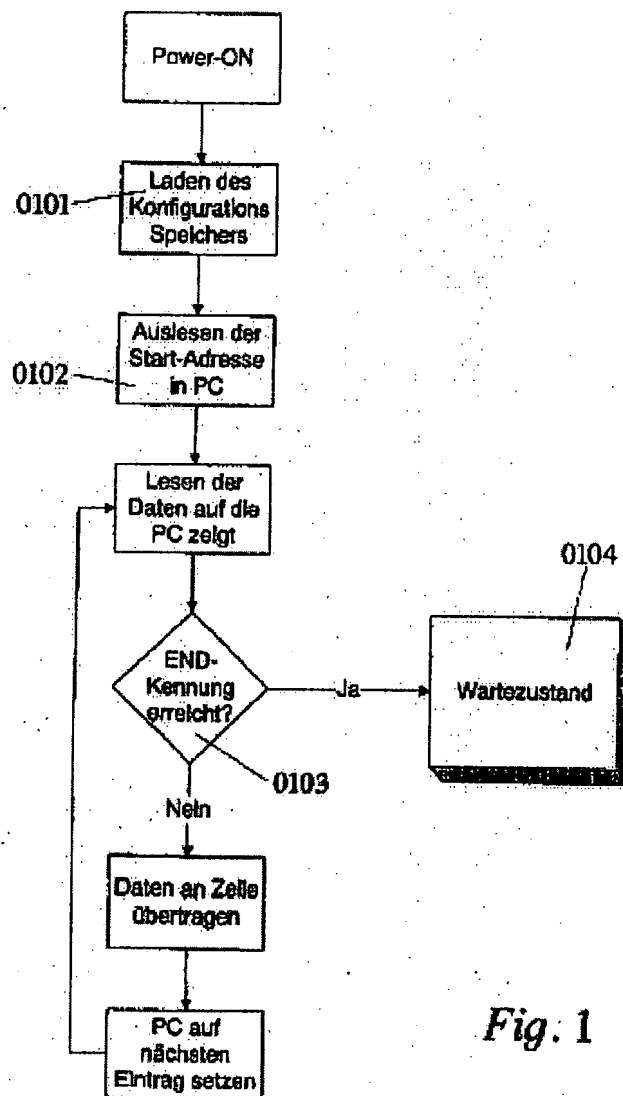 Power-ON
0101
Laden des
Konfigurations
Speichers
0102
Auslesen der
Start-Adresse
in PC
Lesen der
Daten auf die
PC zeigt
0104
END-
Kennung
erreicht?
Ja
Wartezustand
0103
Nein
Daten an Zelle
übertragen
PC auf
nächsten
Eintrag setzen
Fig. 1